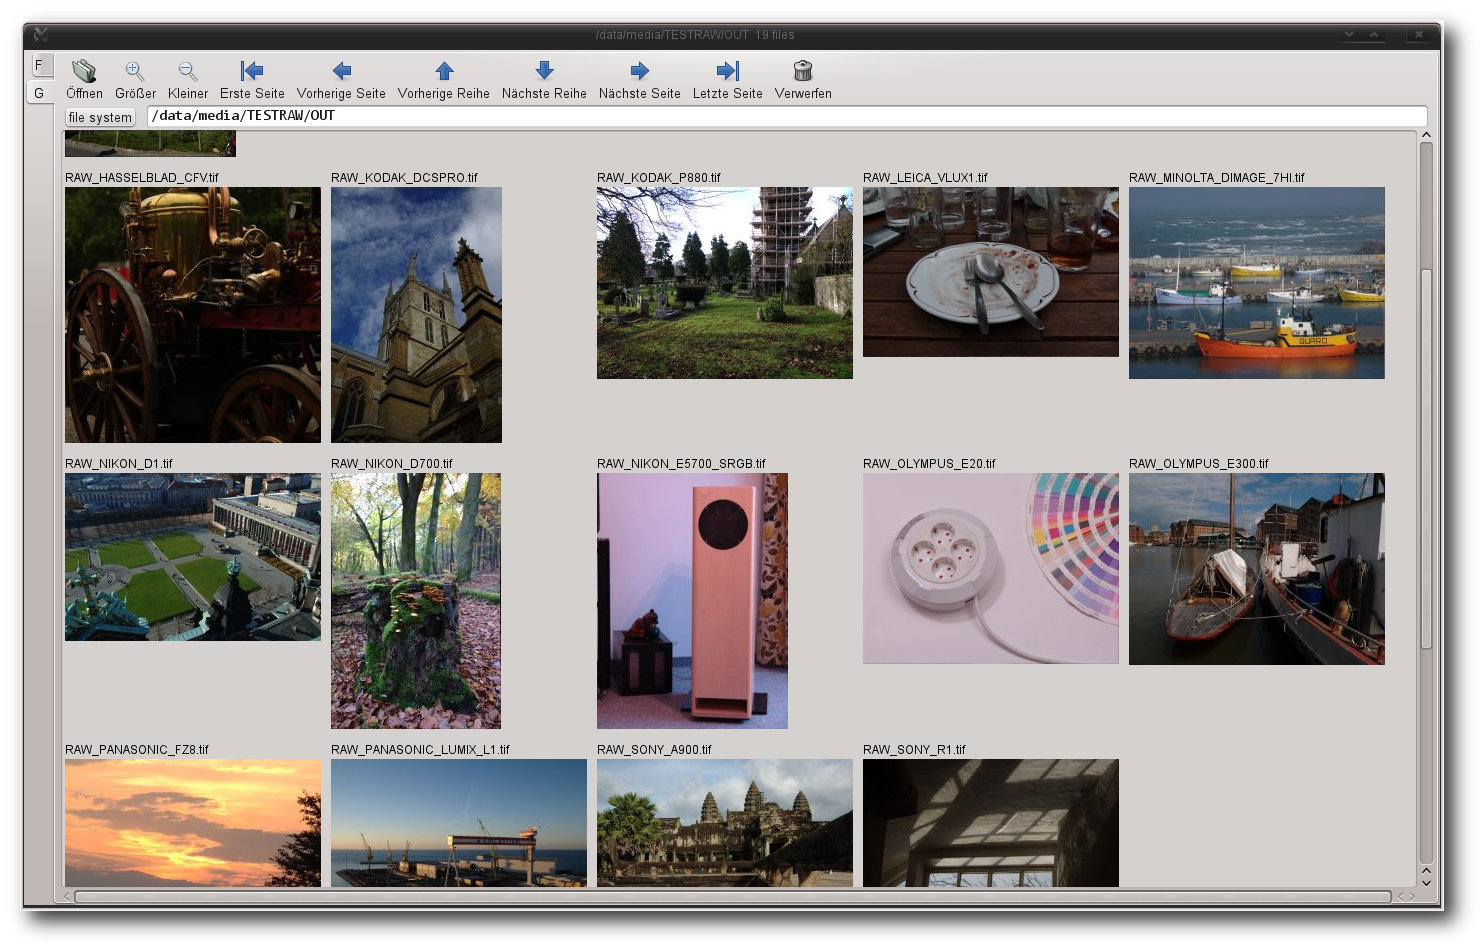 /data/media/TESTRAW/OUT 19 files
F
G
Öffnen Größer Kleiner Erste Seite Vorherige Seite Vorherige Reihe Nächste Reihe Nächste Seite Letzte Seite Verwerfen
file system /data/media/TESTRAW/OUT
RAW_HASSELBLAD_CFV.tif RAW_KODAK_DCSPRO.tif RAW_KODAK_P880.tif RAW_LEICA_VLUX1.tif RAW_MINOLTA_DIMAGE_7HI.tif
GUARD
RAW_NIKON_D1.tif RAW_NIKON_D700.tif RAW_NIKON_E5700_SRGB.tif RAW_OLYMPUS_E20.tif RAW_OLYMPUS_E300.tif
RAW_PANASONIC_FZ8.tif RAW_PANASONIC_LUMIX_L1.tif RAW_SONY_A900.tif RAW_SONY_R1.tif